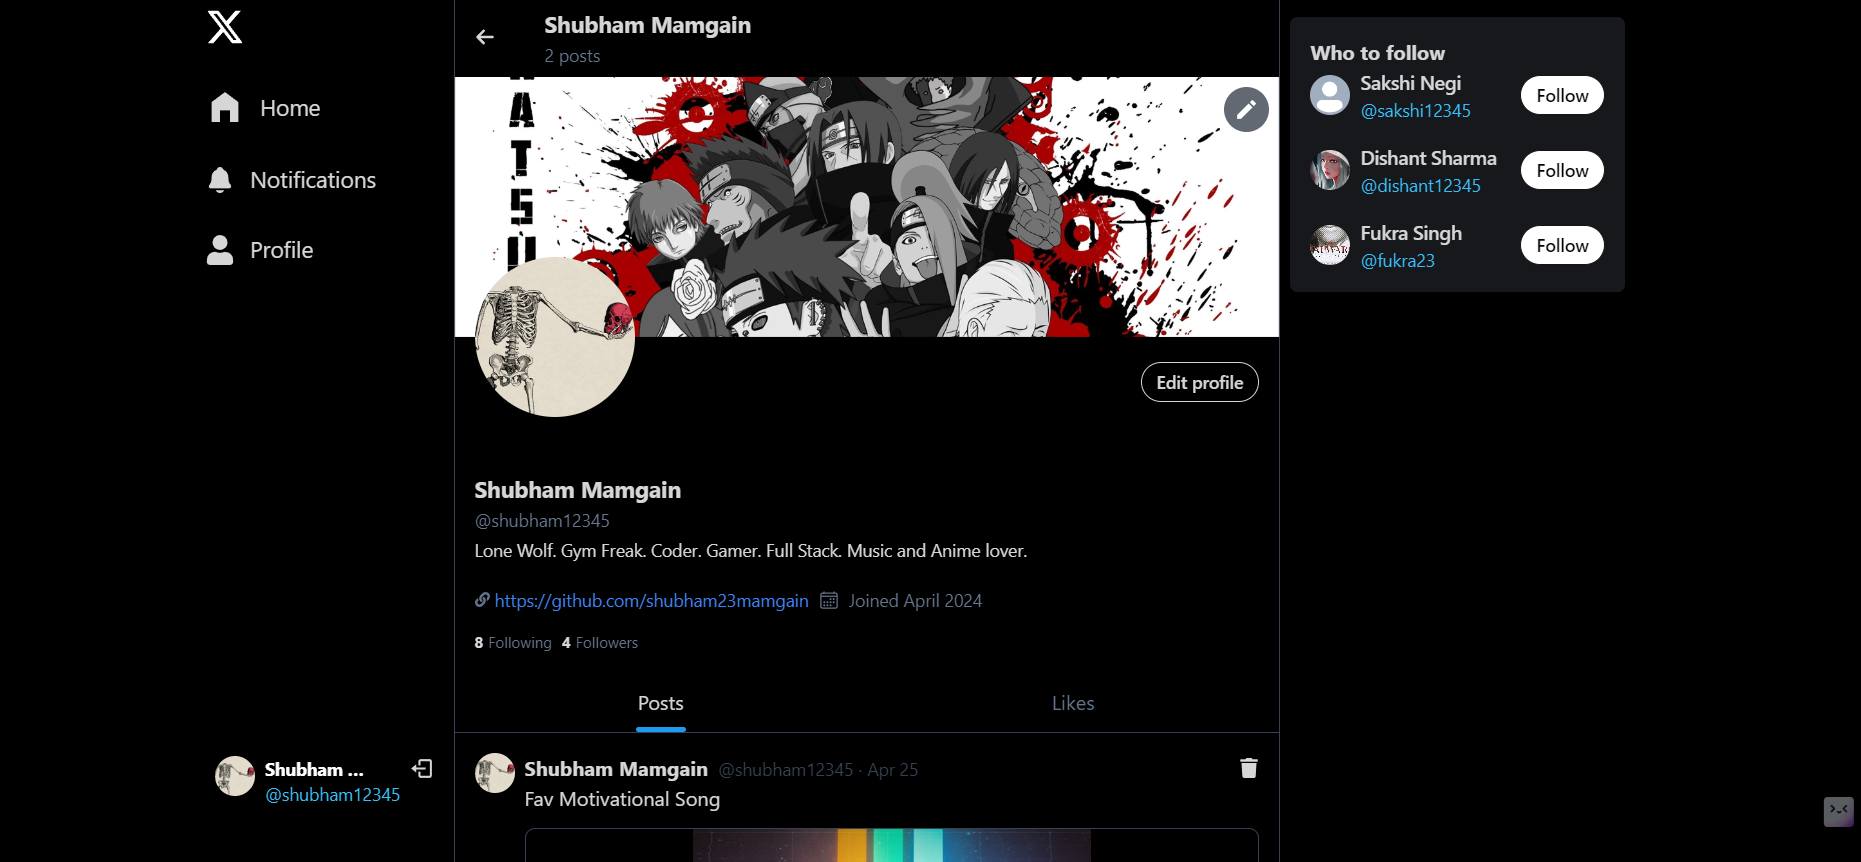 Home
Notifications
Profile
Shubham ...
@shubham12345
Shubham Mamgain
2 posts
ATSU
Edit profile
Shubham Mamgain
@shubham12345
Lone Wolf. Gym Freak. Coder. Gamer. Full Stack. Music and Anime lover.
https://github.com/shubham23mamgain Joined April 2024
8 Following 4 Followers
Posts Likes
Shubham Mamgain @shubham12345 · Apr 25
Fav Motivational Song
Who to follow
Sakshi Negi
@sakshi12345
Follow
Dishant Sharma
@dishant12345
Follow
Fukra Singh
@fukra23
Follow